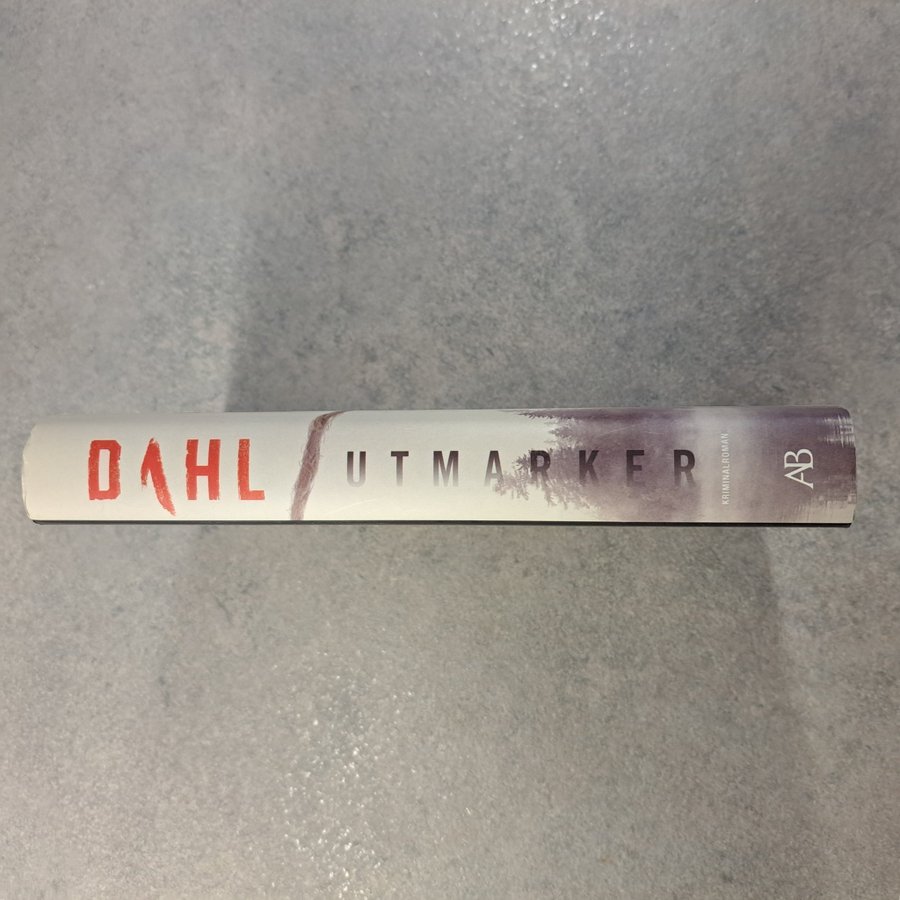 DAHL
UTMARKER
KRIMINALROMAN
AB